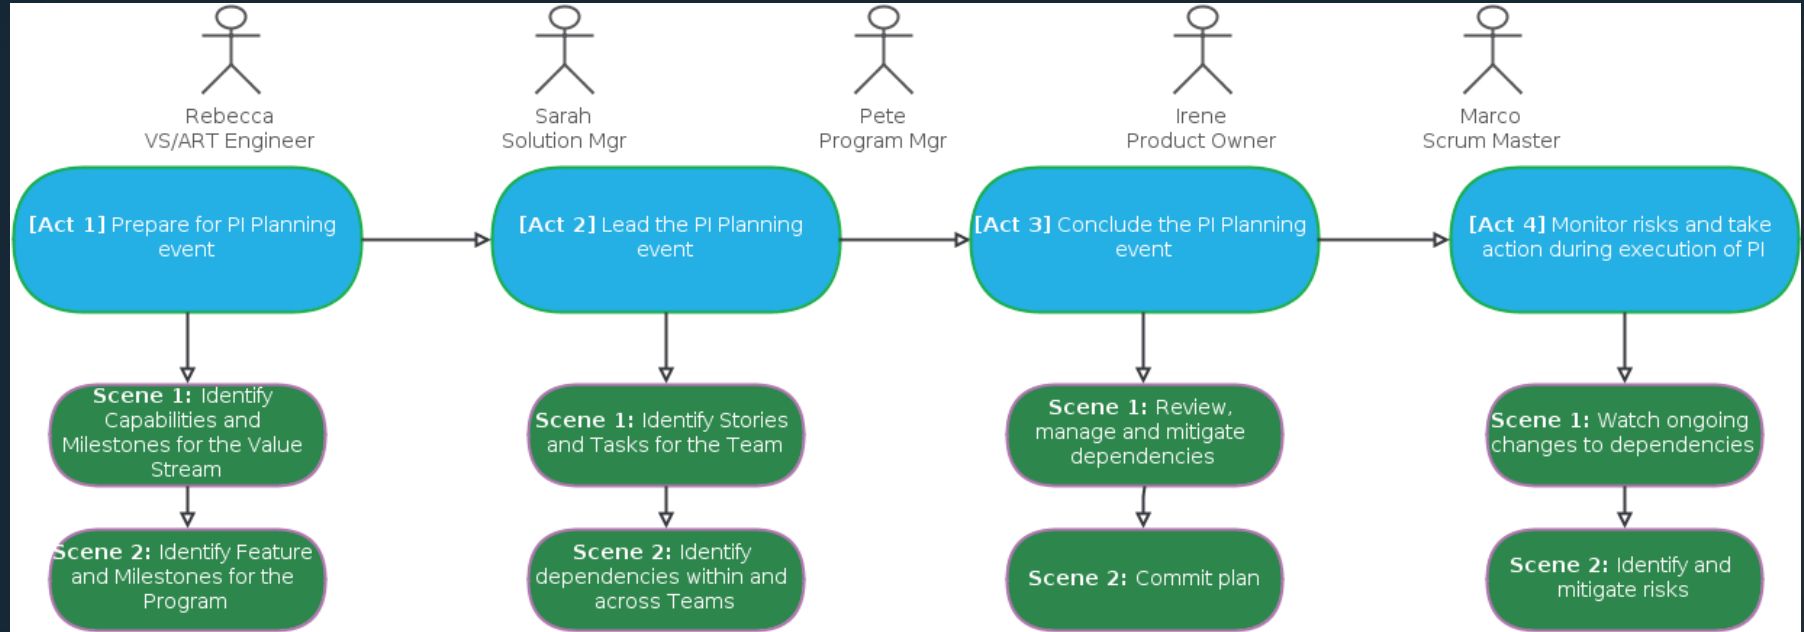 Rebecca
VS/ART Engineer
Sarah
Solution Mgr
Pete
Program Mgr
Irene
Product Owner
Marco
Scrum Master
[Act 1] Prepare for PI Planning
event
[Act 2] Lead the PI Planning
event
[Act 3] Conclude the PI Planning
event
[Act 4] Monitor risks and take
action during execution of PI
Scene 1: Identify
Capabilities and
Milestones for the Value
Stream
Scene 1: Identify Stories
and Tasks for the Team
Scene 1: Review,
manage and mitigate
dependencies
Scene 1: Watch ongoing
changes to dependencies
Scene 2: Identify Feature
and Milestones for the
Program
Scene 2: Identify
dependencies within and
across Teams
Scene 2: Commit plan
Scene 2: Identify and
mitigate risks